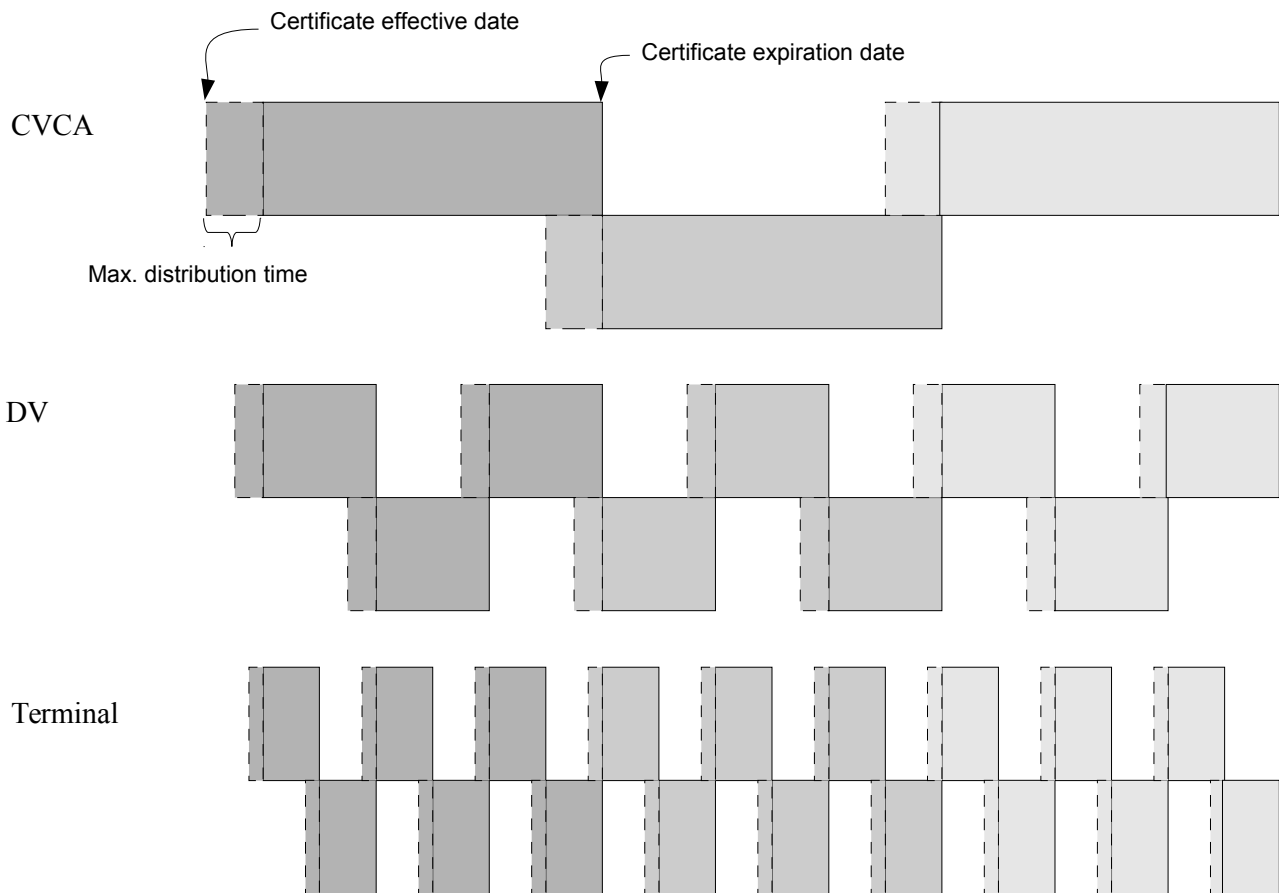 Certificate effective date
Certificate expiration date
CVCA
Max. distribution time
DV
Terminal